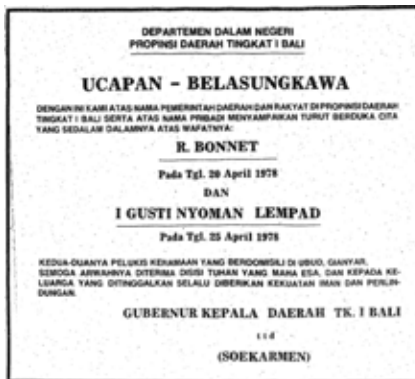 DEPARTEMEN DALAM NEGERI
PROPINSI DAERAH TINGKAT I BALI
UCAPAN – BELASUNGKAWA
DENGAN INI KAMI ATAS NAMA PEMERINTAH DAERAH DAN RAKYAT DI PROPINSI DAERAH
TINGKAT I BALI SERTA ATAS NAMA PRIBADI MENYAMPAIKAN TURUT BERDUKA CITA
YANG SEDALAM DALAMNYA ATAS WAFATNYA:
R. BONNET
Pada Tgl. 20 April 1978
DAN
I GUSTI NYOMAN LEMPAD
Pada Tgl. 25 April 1978
KEDUA-DUANYA PELUKIS KENAMAAN YANG BERDOMISILI DI UBUD, GIANYAR.
SEMOGA ARWAHNYA DITERIMA DISISI TUHAN YANG MAHA ESA, DAN KEPADA KE-
LUARGA YANG DITINGGALKAN SELALU DIBERIKAN KEKUATAN IMAN DAN PERLIN-
DUNGAN.
GUBERNUR KEPALA DAERAH TK. I BALI
ttd
(SOEKARMEN)